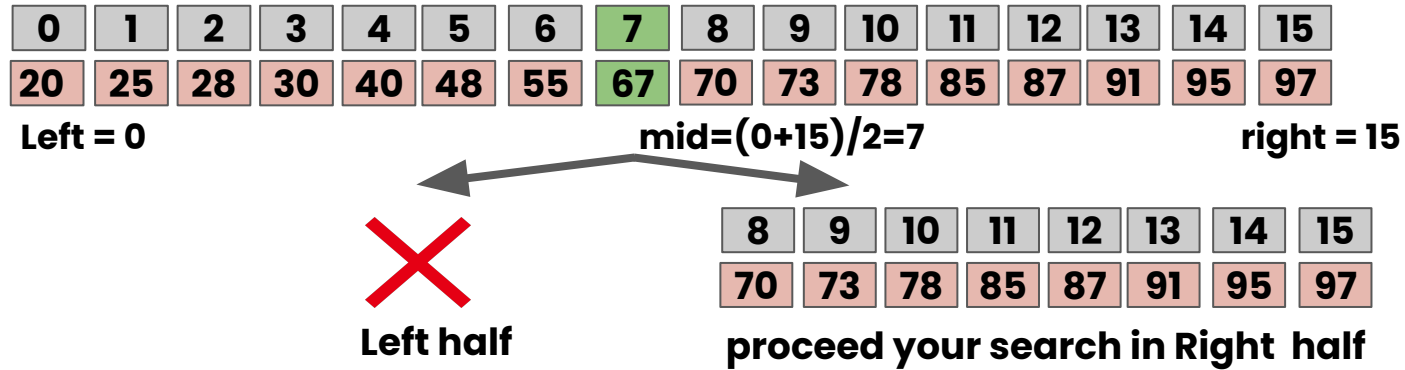 0 1 2 3 4 5 6 7 8 9 10 11 12 13 14 15
20 25 28 30 40 48 55 67 70 73 78 85 87 91 95 97
Left = 0 mid=(0+15)/2=7 right = 15
8 9 10 11 12 13 14 15
70 73 78 85 87 91 95 97
Left half proceed your search in Right half